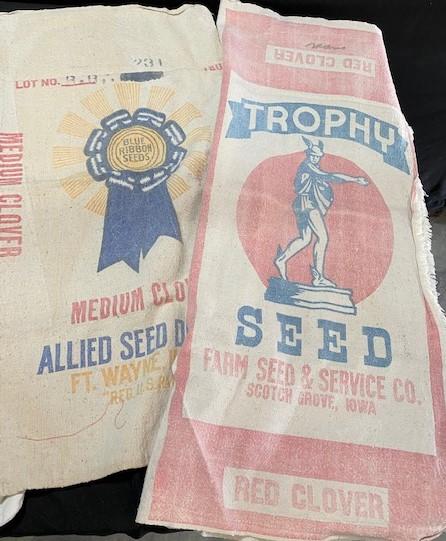 231
LOT NO.
BLUE
RIBBON
SEEDS
MEDIUM CLOVER
MEDIUM CLO
ALLIED SEED
FT. WAYNE,
RED CLOVER
TROPHY
SEED
FARM SEED & SERVICE CO.
SCOTCH GROVE, IOWA
RED CLOVER